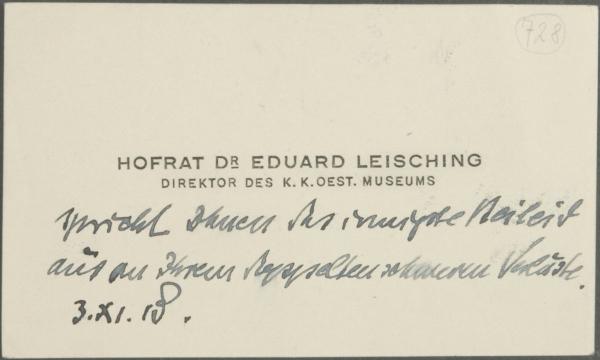 728
HOFRAT DR EDUARD LEISCHING
DIREKTOR DES K. K. OEST. MUSEUMS
spricht Ihnen das innigste Beileid
aus an Ihrem doppelten schweren Verluste.
3. XI. 18.